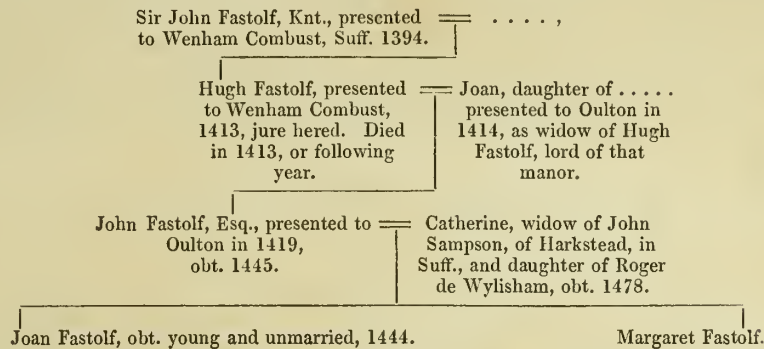 Sir John Fastolf, Knt., presented
to Wenham Combust, Suff. 1394.
. . . . . ,
Hugh Fastolf, presented
to Wenham Combust,
1413, jure hered. Died
in 1413, or following
year.
Joan, daughter of . . . . .
presented to Oulton in
1414, as widow of Hugh
Fastolf, lord of that
manor.
John Fastolf, Esq., presented to
Oulton in 1419,
obt. 1445.
Catherine, widow of John
Sampson, of Harkstead, in
Suff., and daughter of Roger
de Wylisham, obt. 1478.
Joan Fastolf, obt. young and unmarried, 1444.
Margaret Fastolf.